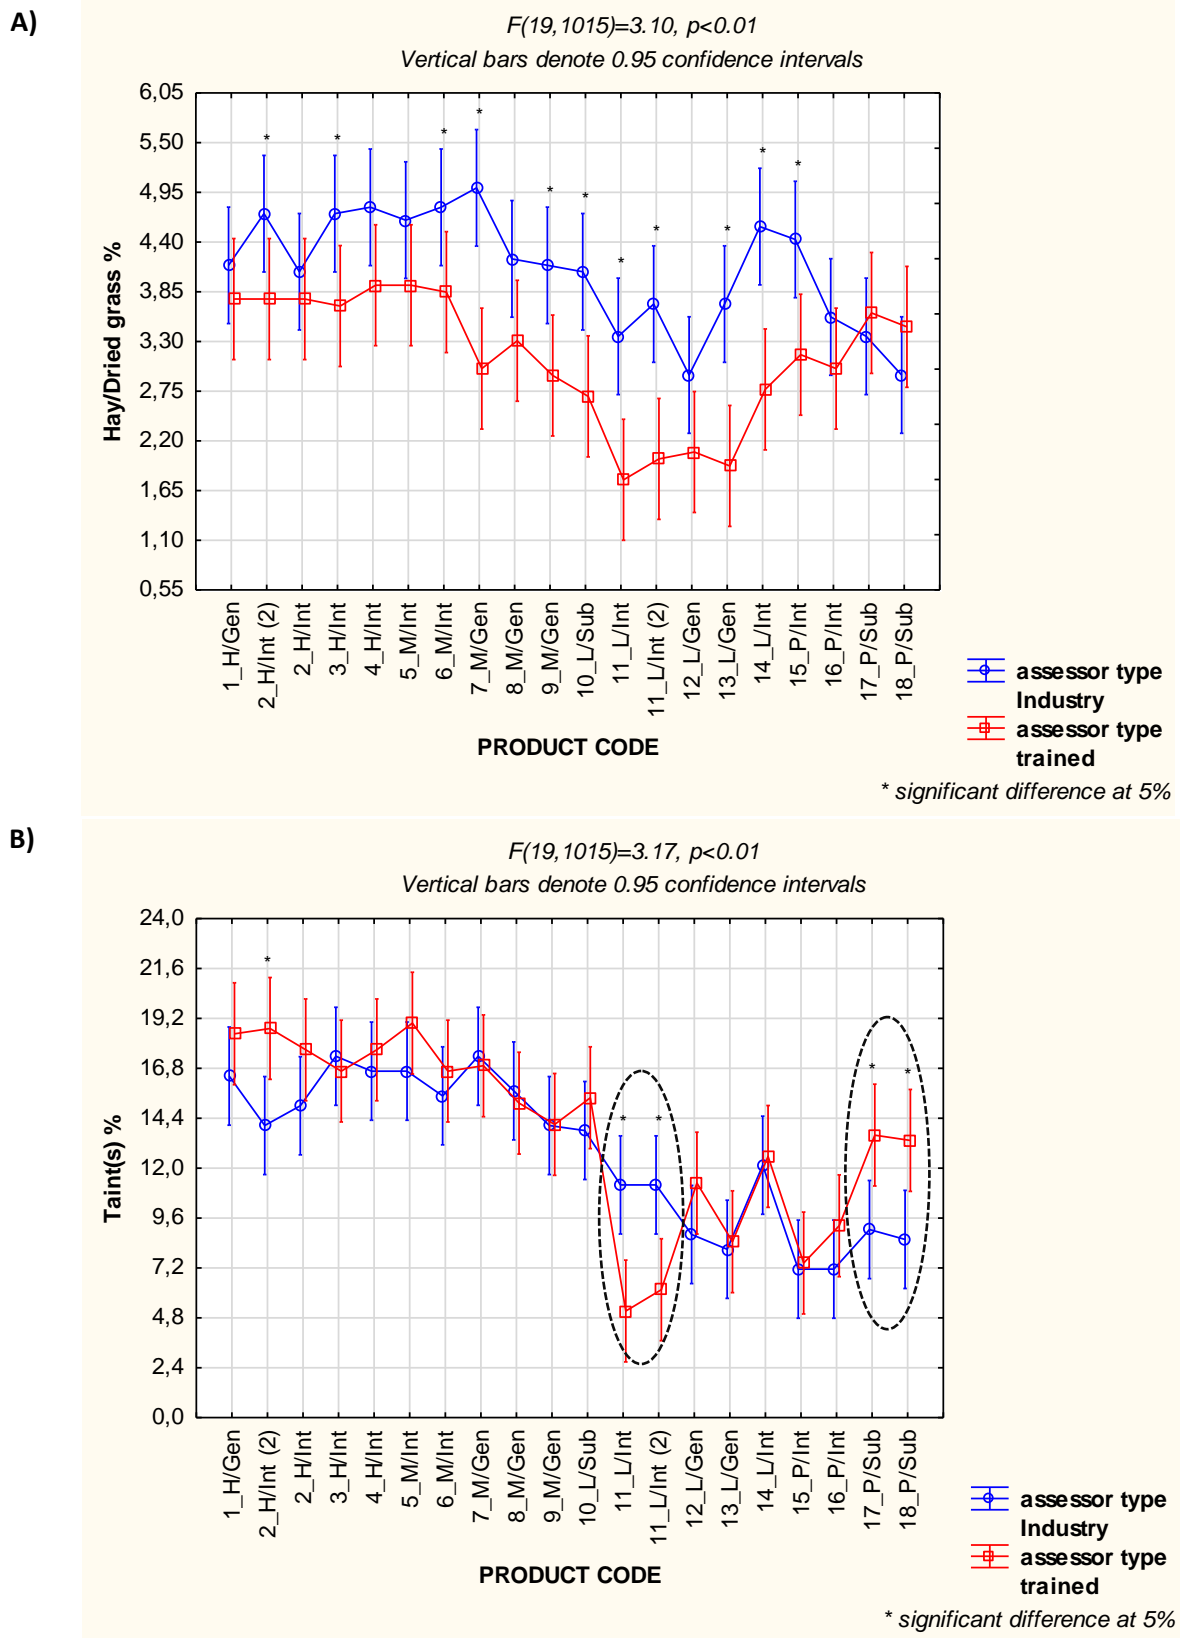 A)
F(19,1015)=3.10, p<0.01
Vertical bars denote 0.95 confidence intervals
6,05
5,50
4,95
4,40
3,85
3,30
2,75
2,20
1,65
1,10
0,55
Hay/Dried grass %
* * * * * * * * * * *
1_H/Gen
2_H/Int (2)
2_H/Int
3_H/Int
4_H/Int
5_M/Int
6_M/Int
7_M/Gen
8_M/Gen
9_M/Gen
10_L/Sub
11_L/Int
11_L/Int (2)
12_L/Gen
13_L/Gen
14_L/Int
15_P/Int
16_P/Int
17_P/Sub
18_P/Sub
PRODUCT CODE
assessor type
Industry
assessor type
trained
* significant difference at 5%
B)
F(19,1015)=3.17, p<0.01
Vertical bars denote 0.95 confidence intervals
24,0
21,6
19,2
16,8
14,4
12,0
9,6
7,2
4,8
2,4
0,0
Taint(s) %
* * * * *
1_H/Gen
2_H/Int (2)
2_H/Int
3_H/Int
4_H/Int
5_M/Int
6_M/Int
7_M/Gen
8_M/Gen
9_M/Gen
10_L/Sub
11_L/Int
11_L/Int (2)
12_L/Gen
13_L/Gen
14_L/Int
15_P/Int
16_P/Int
17_P/Sub
18_P/Sub
PRODUCT CODE
assessor type
Industry
assessor type
trained
* significant difference at 5%